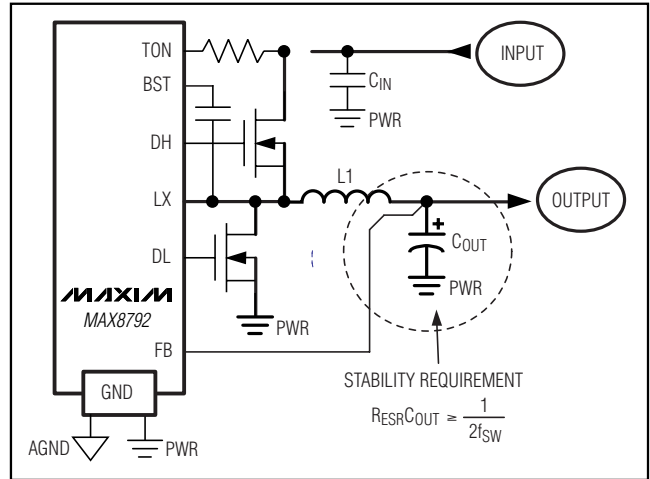 TON
INPUT
BST
CIN
PWR
DH
LX
L1
OUTPUT
+
COUT
DL
PWR
MAXIM
MAX8792
PWR
FB
STABILITY REQUIREMENT
GND
RESRCOUT ≥ 1/2fSW
AGND
PWR